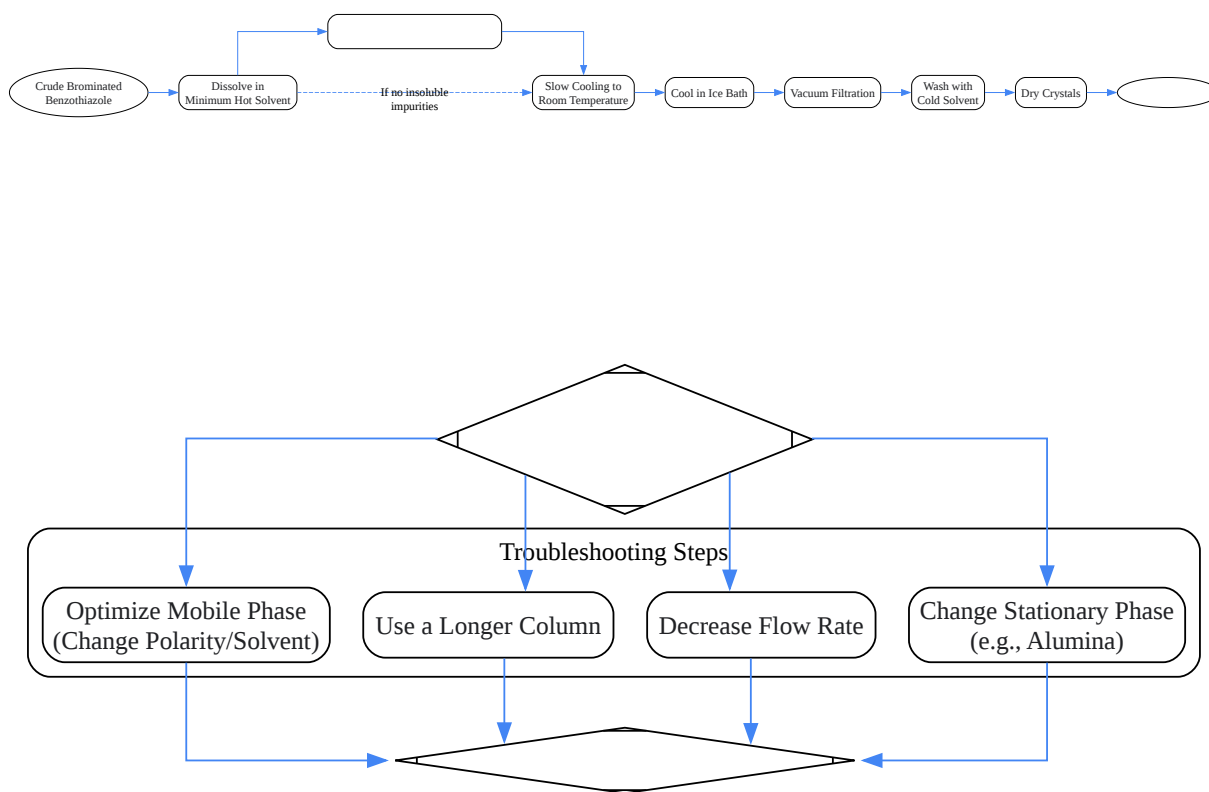 Crude Brominated
Benzothiazole
Dissolve in
Minimum Hot Solvent
If no insoluble
impurities
Slow Cooling to
Room Temperature
Cool in Ice Bath
Vacuum Filtration
Wash with
Cold Solvent
Dry Crystals
Troubleshooting Steps
Optimize Mobile Phase
(Change Polarity/Solvent)
Use a Longer Column
Decrease Flow Rate
Change Stationary Phase
(e.g., Alumina)